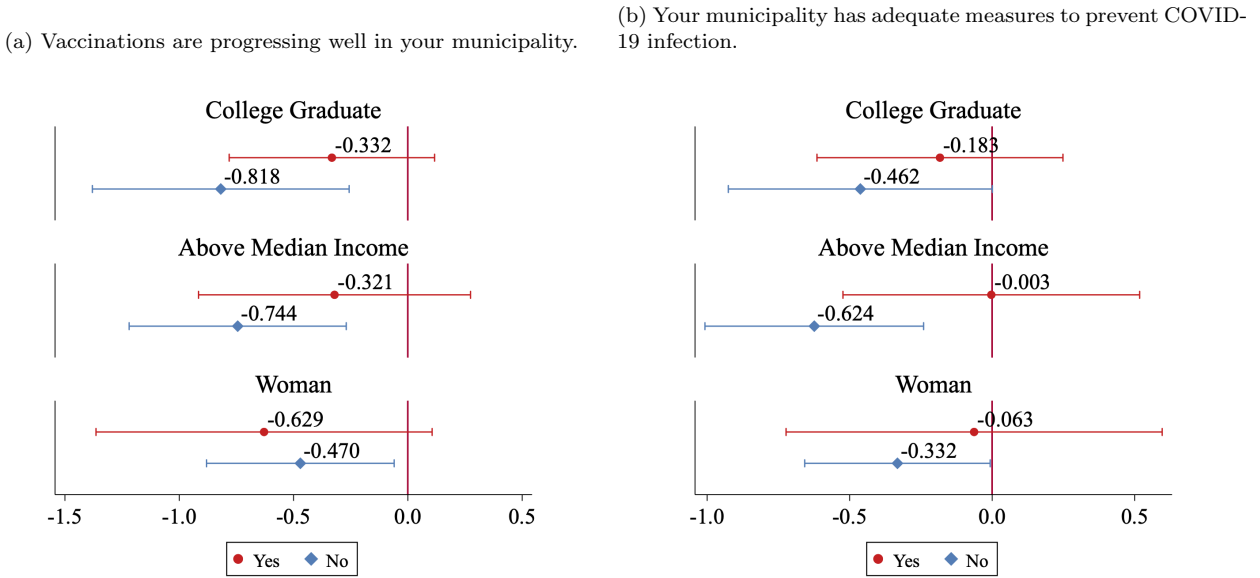 (a) Vaccinations are progressing well in your municipality.
College Graduate
-0.332
-0.818
Above Median Income
-0.321
-0.744
Woman
-0.629
-0.470
-1.5 -1.0 -0.5 0.0 0.5
Yes No
(b) Your municipality has adequate measures to prevent COVID-
19 infection.
College Graduate
-0.183
-0.462
Above Median Income
-0.003
-0.624
Woman
-0.063
-0.332
-1.0 -0.5 0.0 0.5
Yes No